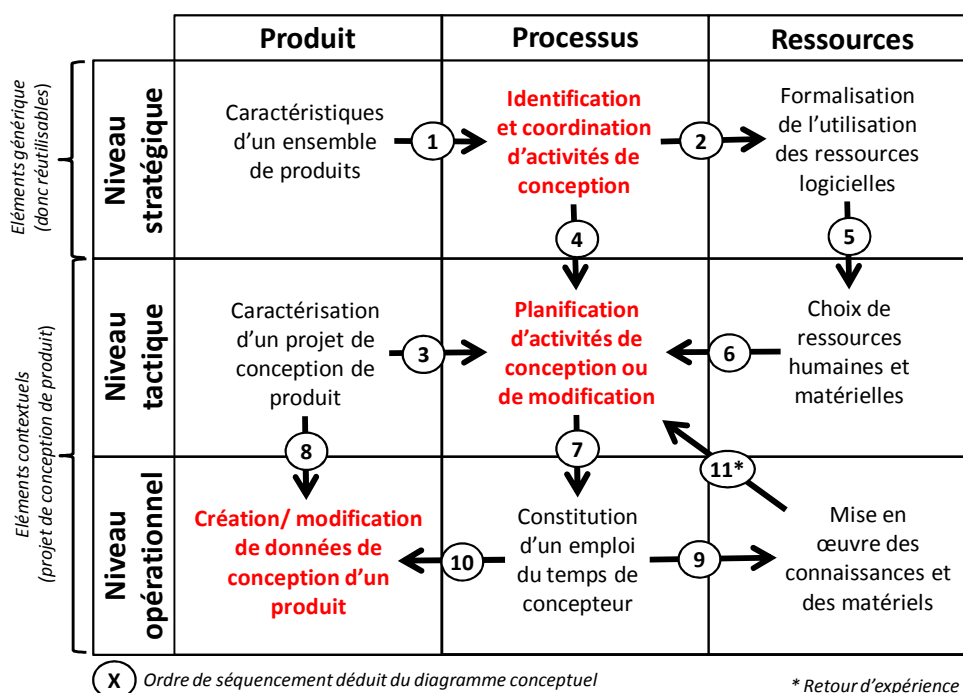 Produit
Processus
Ressources
Eléments générique
(donc réutilisables)
Niveau
stratégique
Caractéristiques
d'un ensemble
de produits
1
Identification
et coordination
d'activités de
conception
2
Formalisation
de l'utilisation
des ressources
logicielles
4
5
Eléments contextuels
(projet de conception de produit)
Niveau
tactique
Caractérisation
d'un projet de
conception de
produit
3
Planification
d'activités de
conception ou
de modification
6
Choix de
ressources
humaines et
matérielles
8
7
11*
Niveau
opérationnel
Création/ modification
de données de
conception d'un
produit
10
Constitution
d'un emploi
du temps de
concepteur
9
Mise en
œuvre des
connaissances et
des matériels
X Ordre de séquencement déduit du diagramme conceptuel
* Retour d'expérience